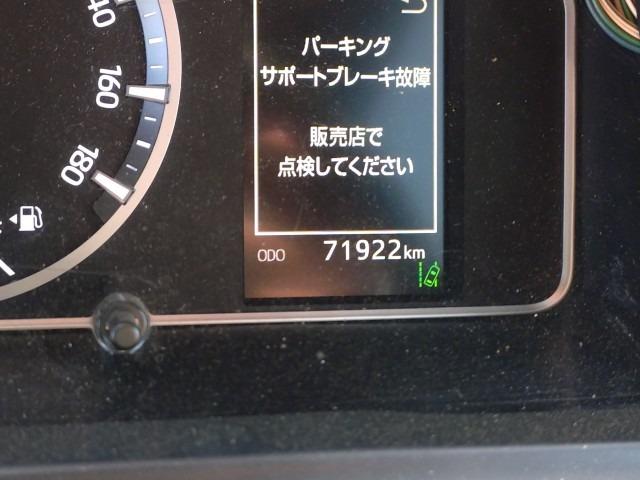 160
180
パーキング
サポートブレーキ故障
販売店で
点検してください
ODO 71922km